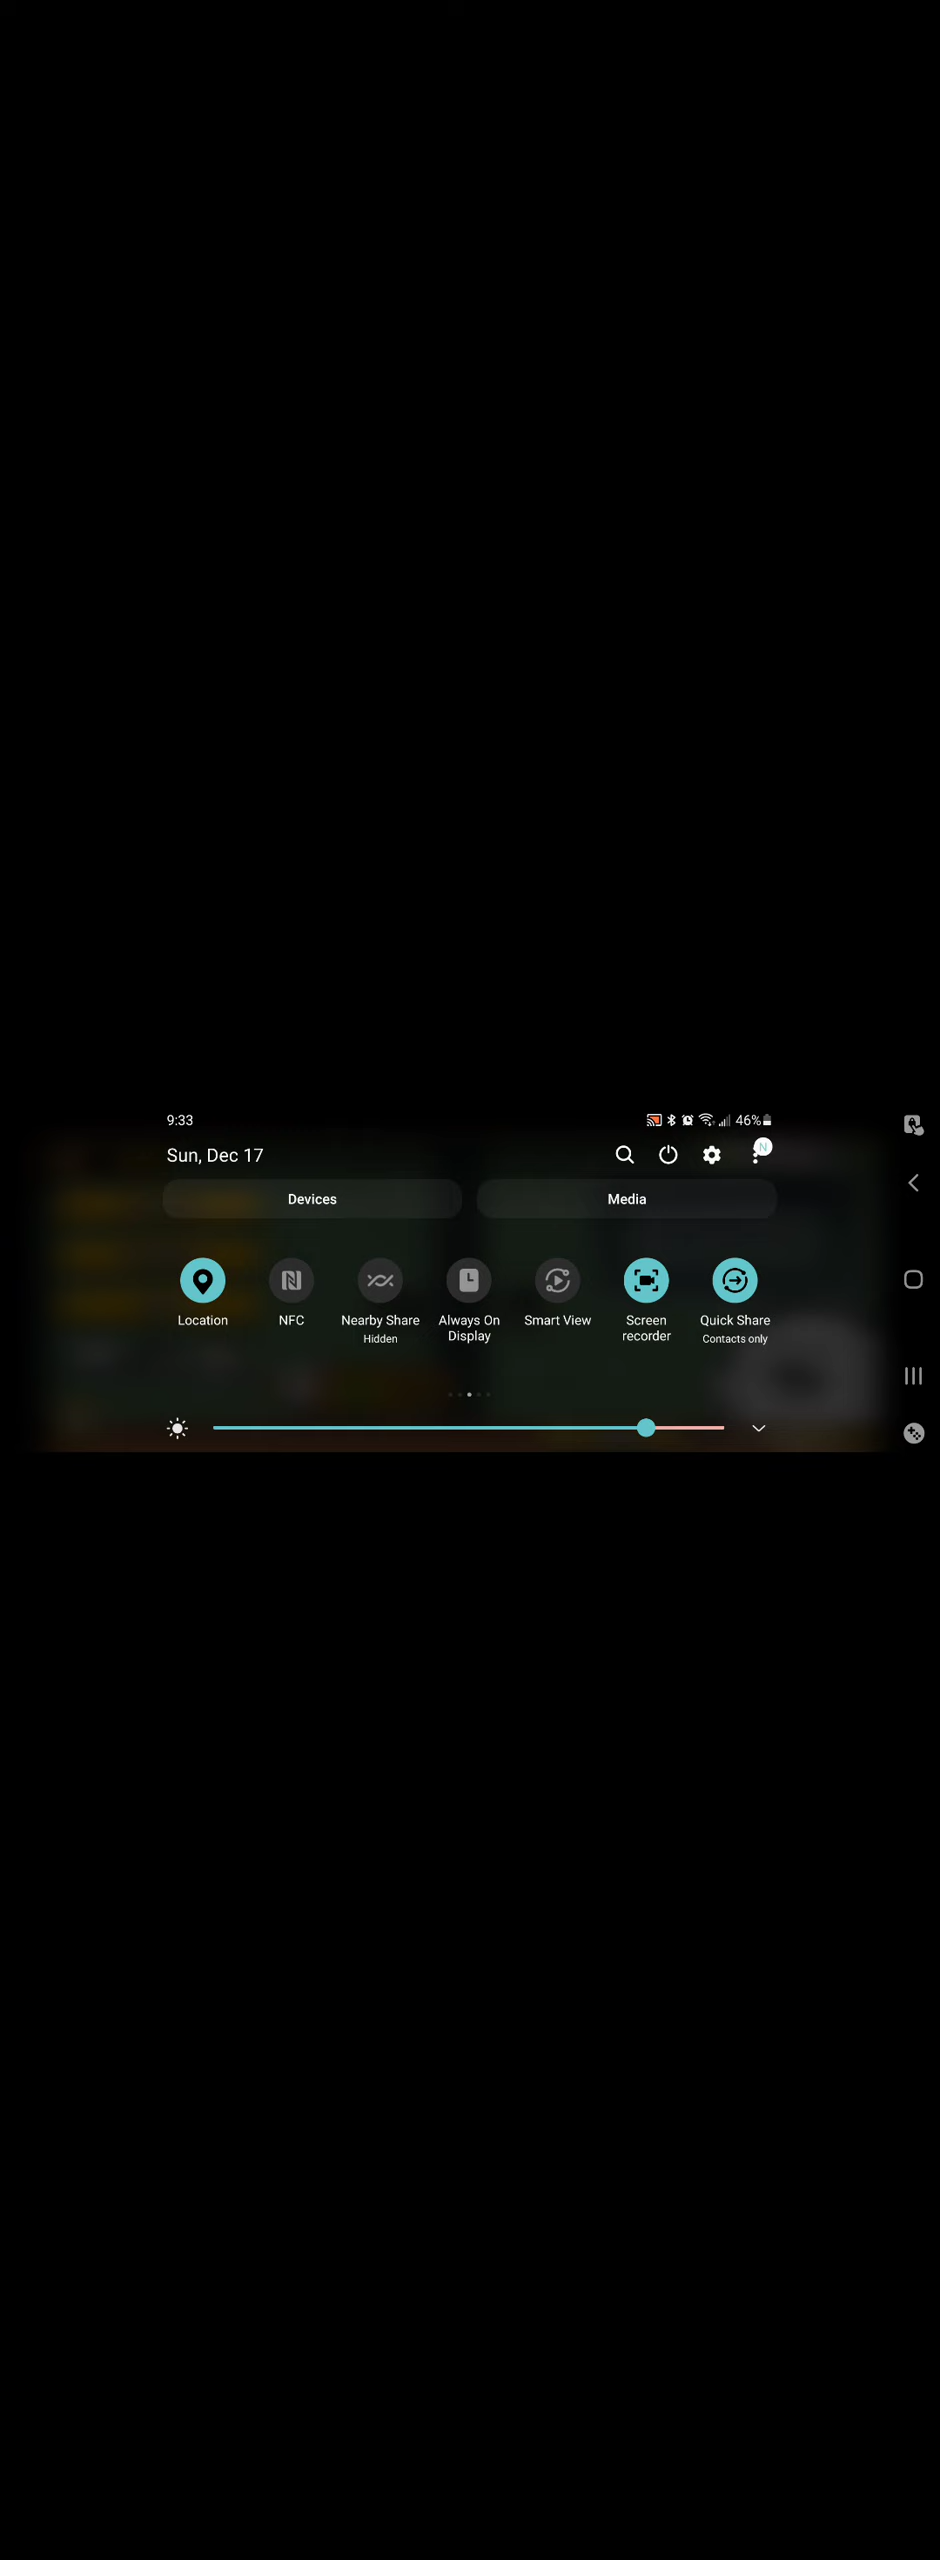 9:33
46%
Sun, Dec 17
N
Devices
Media
Location
NFC
Nearby Share
Hidden
Always On
Display
Smart View
Screen
recorder
Quick Share
Contacts only